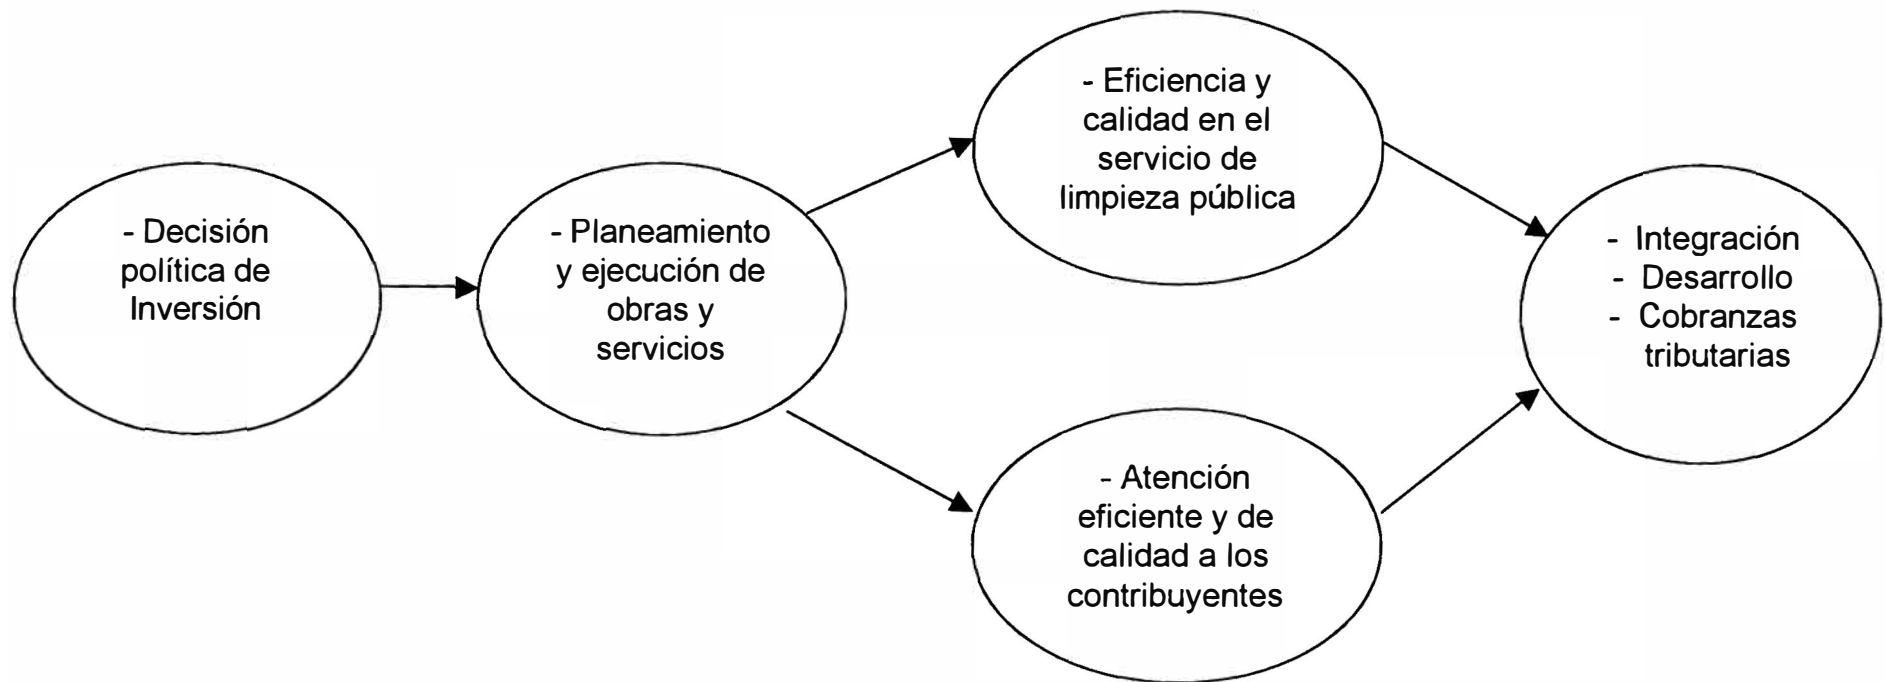 - Decisión
política de
Inversión
- Planeamiento
y ejecución de
obras y
servicios
- Eficiencia y
calidad en el
servicio de
limpieza pública
- Atención
eficiente y de
calidad a los
contribuyentes
- Integración
- Desarrollo
- Cobranzas
tributarias